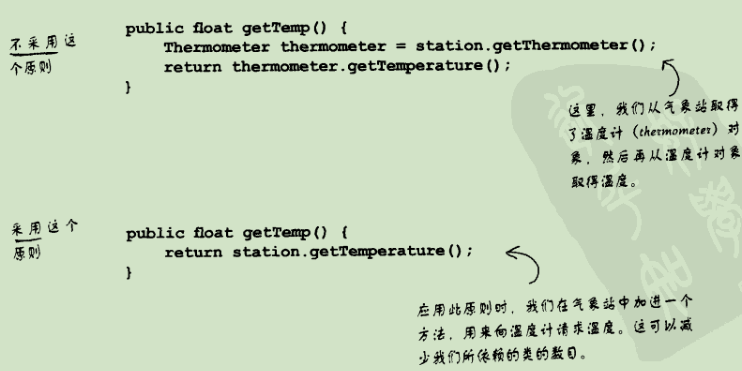 不采用这
个原则
public float getTemp() {
Thermometer thermometer = station.getThermometer();
return thermometer.getTemperature();
}
这里，我们从气象站取得
了温度计（thermometer）对
象，然后再从温度计对象
取得温度。
采用这个
原则
public float getTemp() {
return station.getTemperature();
}
应用此原则时，我们在气象站中加进一个
方法，用来向温度计请求温度。这可以减
少我们所依赖的类的数目。